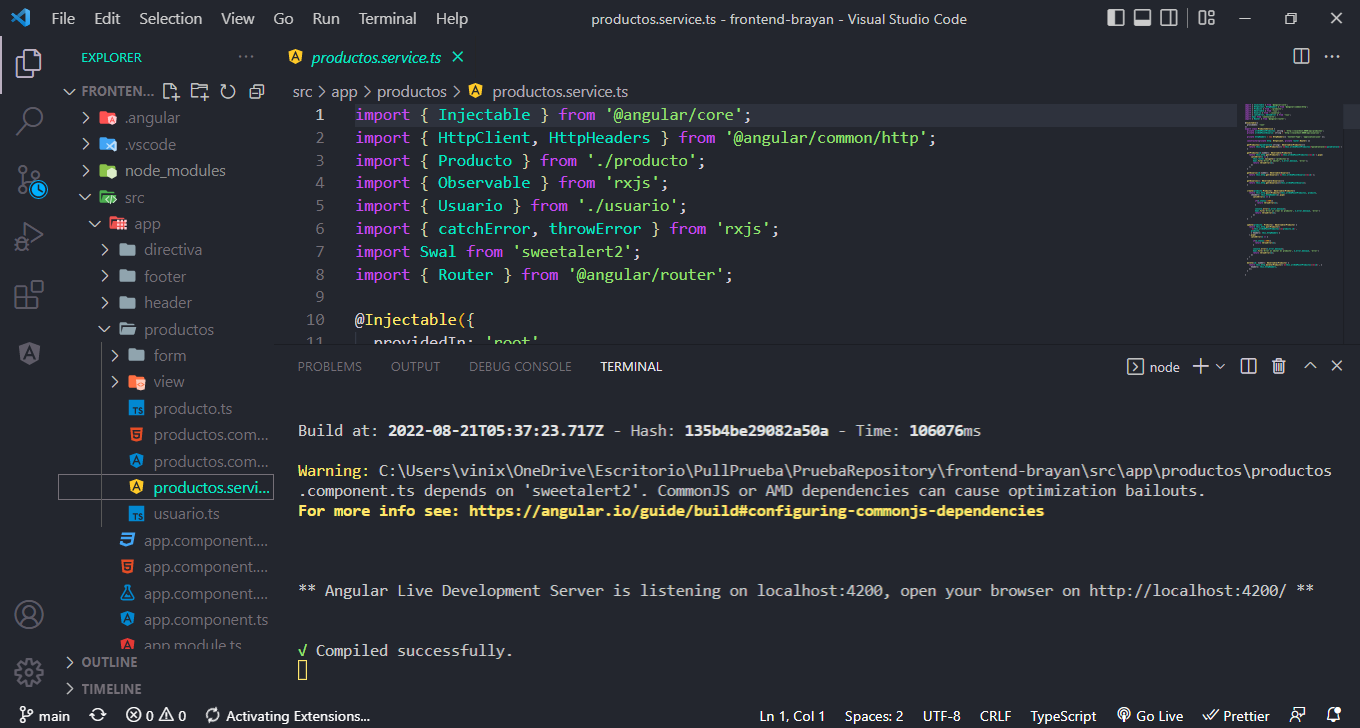 File Edit Selection View Go Run Terminal Help productos.service.ts - frontend-brayan - Visual Studio Code
EXPLORER
productos.service.ts
FRONTEN...
src > app > productos > productos.service.ts
.angular
.vscode
node_modules
src
app
directiva
footer
header
productos
form
view
producto.ts
productos.com...
productos.com...
productos.servi...
usuario.ts
app.component....
app.component....
app.component....
app.component.ts
app.module.ts
OUTLINE
TIMELINE
1 import { Injectable } from '@angular/core';
2 import { HttpClient, HttpHeaders } from '@angular/common/http';
3 import { Producto } from './producto';
4 import { Observable } from 'rxjs';
5 import { Usuario } from './usuario';
6 import { catchError, throwError } from 'rxjs';
7 import Swal from 'sweetalert2';
8 import { Router } from '@angular/router';
9
10 @Injectable({
11 providedIn: 'root'
PROBLEMS OUTPUT DEBUG CONSOLE TERMINAL node
Build at: 2022-08-21T05:37:23.717Z - Hash: 135b4be29082a50a - Time: 106076ms
Warning: C:\Users\vinix\OneDrive\Escritorio\PullPrueba\PruebaRepository\frontend-brayan\src\app\productos\productos
.component.ts depends on 'sweetalert2'. CommonJS or AMD dependencies can cause optimization bailouts.
For more info see: https://angular.io/guide/build#configuring-commonjs-dependencies
** Angular Live Development Server is listening on localhost:4200, open your browser on http://localhost:4200/ **
√ Compiled successfully.
main 0 0 Activating Extensions... Ln 1, Col 1 Spaces: 2 UTF-8 CRLF TypeScript Go Live Prettier